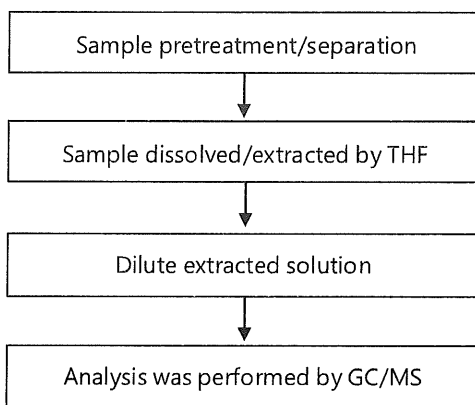 Sample pretreatment/separation
Sample dissolved/extracted by THF
Dilute extracted solution
Analysis was performed by GC/MS